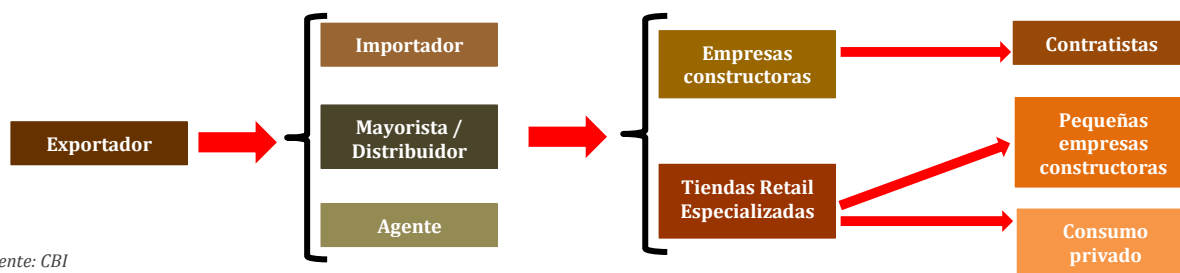 Exportador
Importador
Mayorista /
Distribuidor
Agente
Empresas
constructoras
Tiendas Retail
Especializadas
Contratistas
Pequeñas
empresas
constructoras
Consumo
privado
ente: CBI